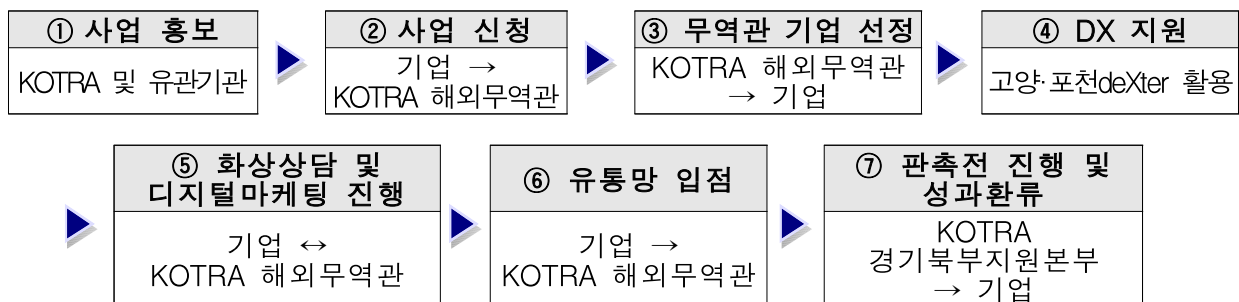 ① 사업 홍보
KOTRA 및 유관기관
② 사업 신청
기업 →
KOTRA 해외무역관
③ 무역관 기업 선정
KOTRA 해외무역관
→ 기업
④ DX 지원
고양·포천deXter 활용
⑤ 화상상담 및
디지털마케팅 진행
기업 ↔
KOTRA 해외무역관
⑥ 유통망 입점
기업 →
KOTRA 해외무역관
⑦ 판촉전 진행 및
성과환류
KOTRA
경기북부지원본부
→ 기업